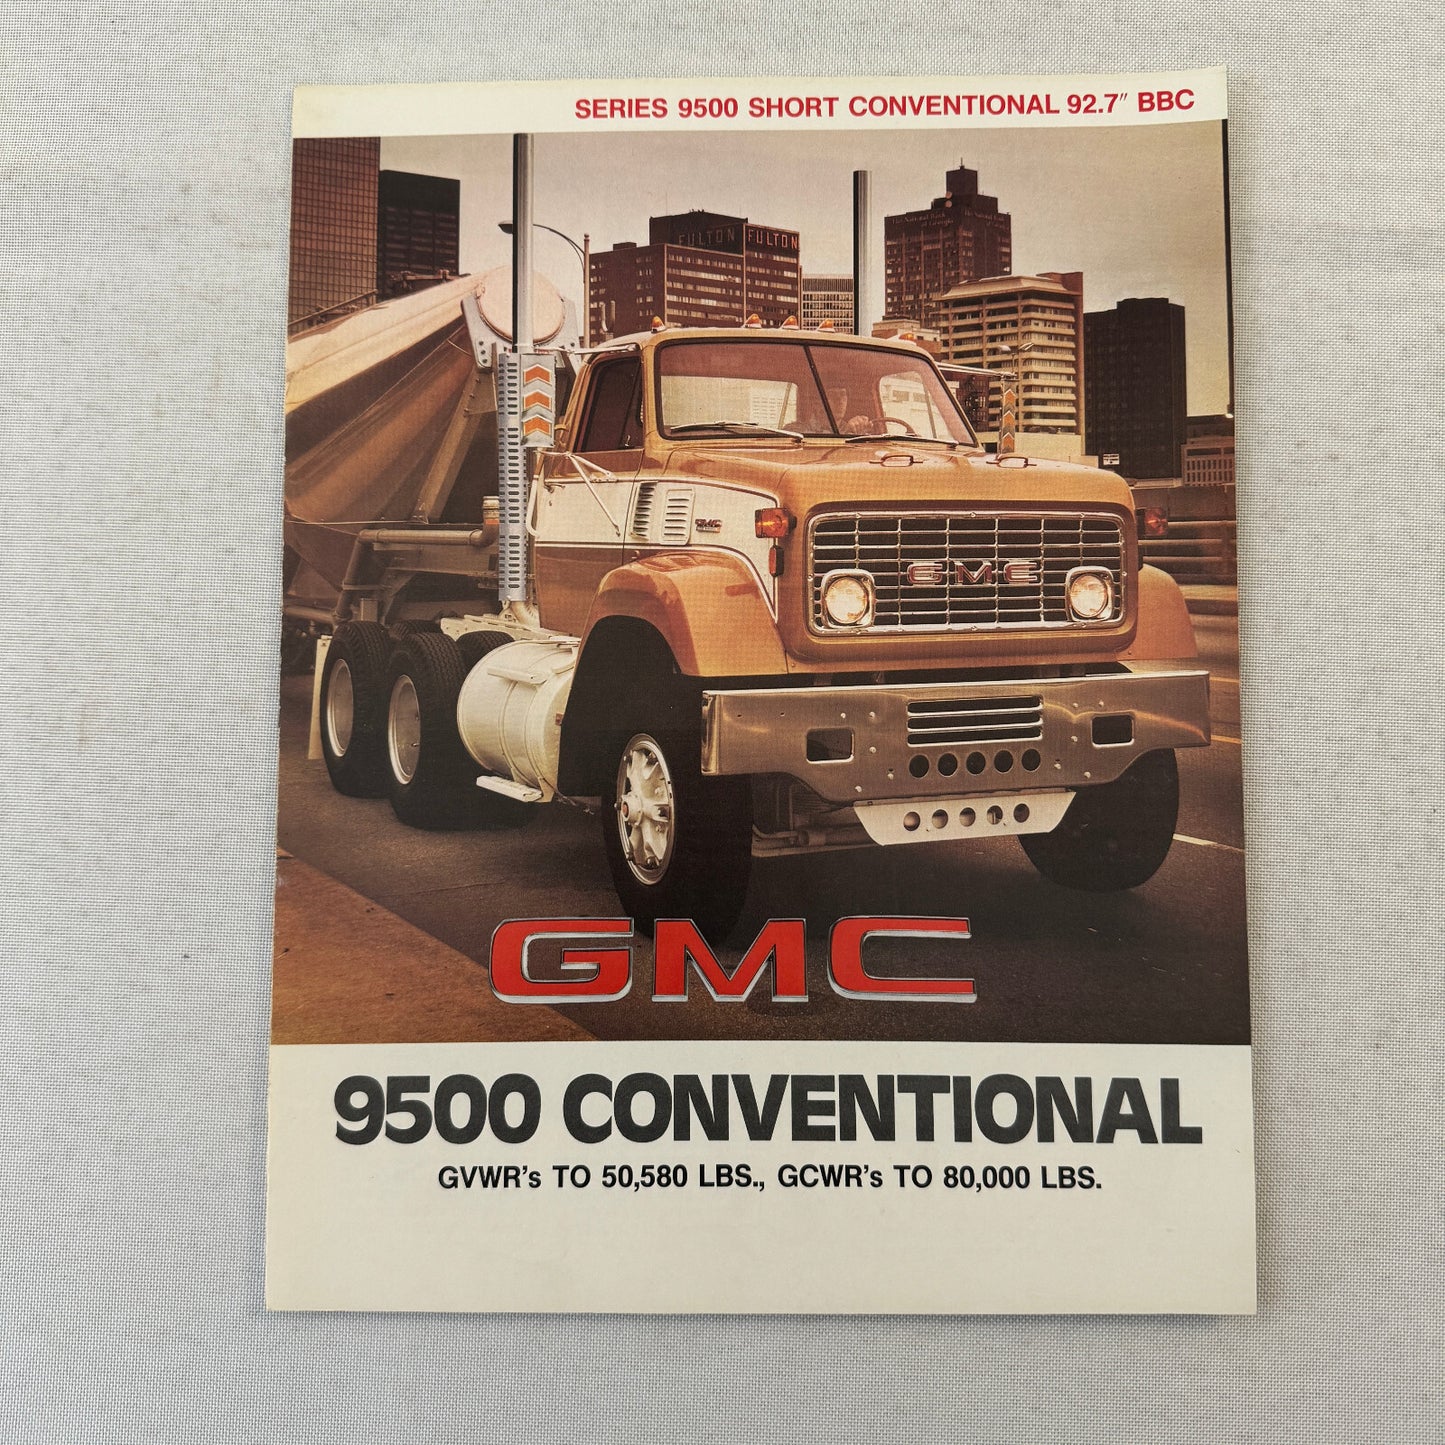 SERIES 9500 SHORT CONVENTIONAL 92.7″ BBC
FULTON FULTON
GMC
GMC
GMC
9500 CONVENTIONAL
GVWR's TO 50,580 LBS., GCWR's TO 80,000 LBS.